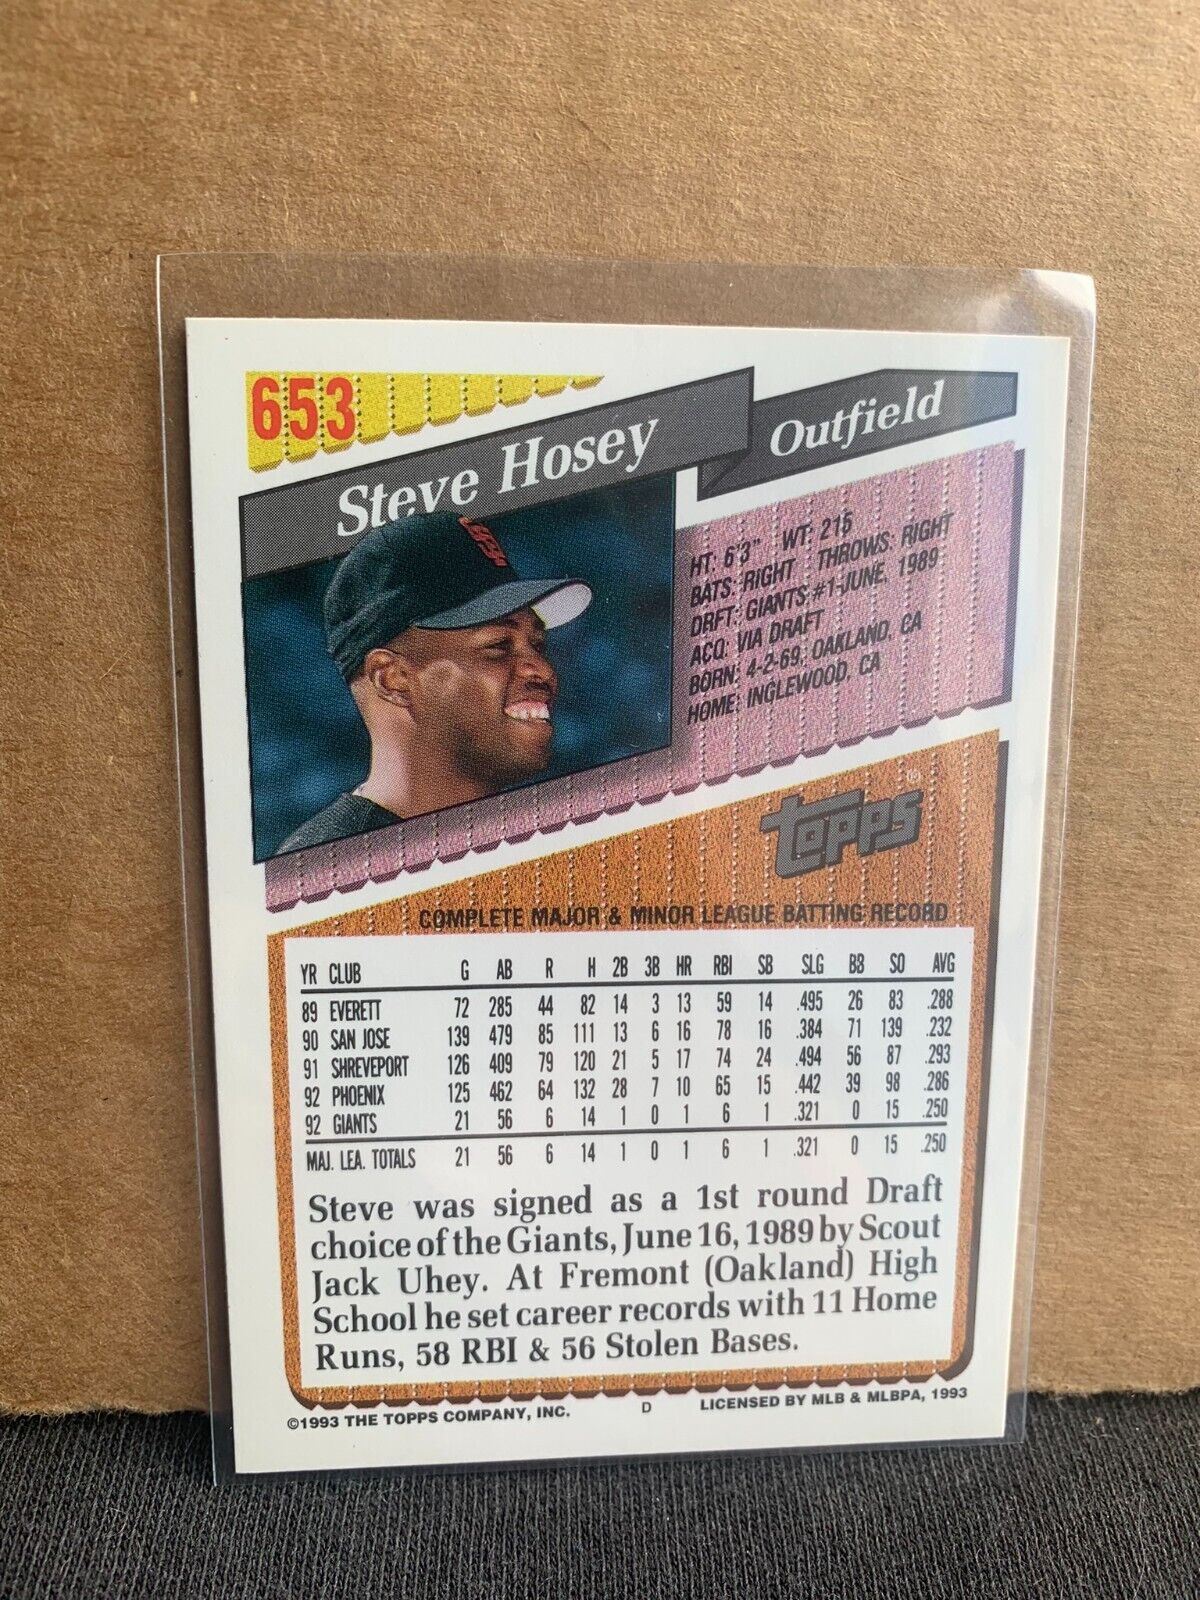 653
Steve Hosey
Outfield
HT: 6'3" WT: 215
BATS: RIGHT THROWS: RIGHT
DRFT: GIANTS #1-JUNE, 1989
ACQ: VIA DRAFT
BORN: 4-2-69, OAKLAND, CA
HOME: INGLEWOOD, CA
topps®
COMPLETE MAJOR & MINOR LEAGUE BATTING RECORD
YR CLUB G AB R H 2B 3B HR RBI SB SLG BB SO AVG
89 EVERETT 72 285 44 82 14 3 13 59 14 .495 26 83 .288
90 SAN JOSE 139 479 85 111 13 6 16 78 16 .384 71 139 .232
91 SHREVEPORT 126 409 79 120 21 5 17 74 24 .494 56 87 .293
92 PHOENIX 125 462 64 132 28 7 10 65 15 .442 39 98 .286
92 GIANTS 21 56 6 14 1 0 1 6 1 .321 0 15 .250
MAJ. LEA. TOTALS 21 56 6 14 1 0 1 6 1 .321 0 15 .250
Steve was signed as a 1st round Draft
choice of the Giants, June 16, 1989 by Scout
Jack Uhey. At Fremont (Oakland) High
School he set career records with 11 Home
Runs, 58 RBI & 56 Stolen Bases.
©1993 THE TOPPS COMPANY, INC. D LICENSED BY MLB & MLBPA, 1993